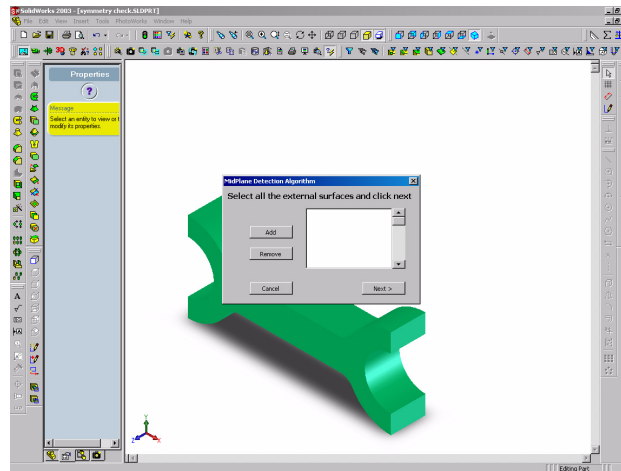 SolidWorks 2003 - [symmetry check.SLDPRT]
File Edit View Insert Tools PhotoWorks Window Help
Properties
?
Message
Select an entity to view or t
modify its properties.
MidPlane Detection Algorithm
Select all the external surfaces and click next
Add
Remove
Cancel
Next >
Y
Z
X
Editing Part